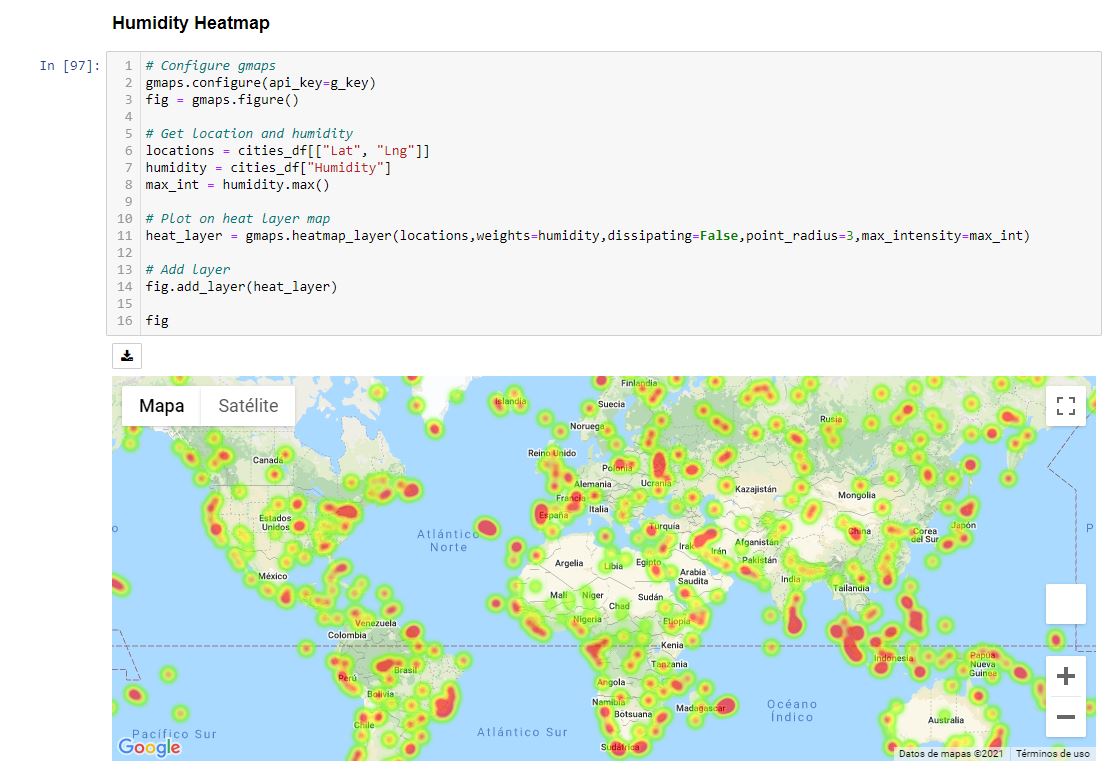 Humidity Heatmap
In [97]:
1 # Configure gmaps
2 gmaps.configure(api_key=g_key)
3 fig = gmaps.figure()
4
5 # Get location and humidity
6 locations = cities_df[["Lat", "Lng"]]
7 humidity = cities_df["Humidity"]
8 max_int = humidity.max()
9
10 # Plot on heat layer map
11 heat_layer = gmaps.heatmap_layer(locations,weights=humidity,dissipating=False,point_radius=3,max_intensity=max_int)
12
13 # Add layer
14 fig.add_layer(heat_layer)
15
16 fig
Mapa Satélite
Islandia
Finlandia
Suecia
Noruega
Rusia
Reino Unido
Canadá
Polonia
Alemania
Ucrania
Kazajistán
Mongolia
Francia
España
Italia
Estados
Unidos
Atlántico
Norte
Turquía
China
Japón
Corea
del Sur
Irak
Irán
Afganistán
Pakistán
Argelia
Libia
Egipto
Arabia
Saudita
India
Tailandia
México
Malí
Níger
Chad
Sudán
Nigeria
Etiopía
Venezuela
Colombia
Kenia
Indonesia
Papúa
Nueva
Guinea
Tanzania
Perú
Brasil
Bolivia
Angola
Namibia
Botsuana
Madagascar
Océano
Índico
Australia
Chile
Pacífico Sur
Atlántico Sur
Sudáfrica
Google
Datos de mapas ©2021
Términos de uso